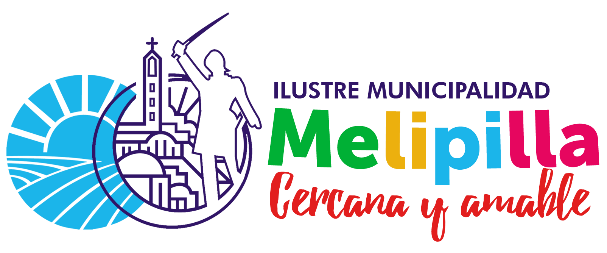 ILUSTRE MUNICIPALIDAD
Melipilla
Cercana y amable